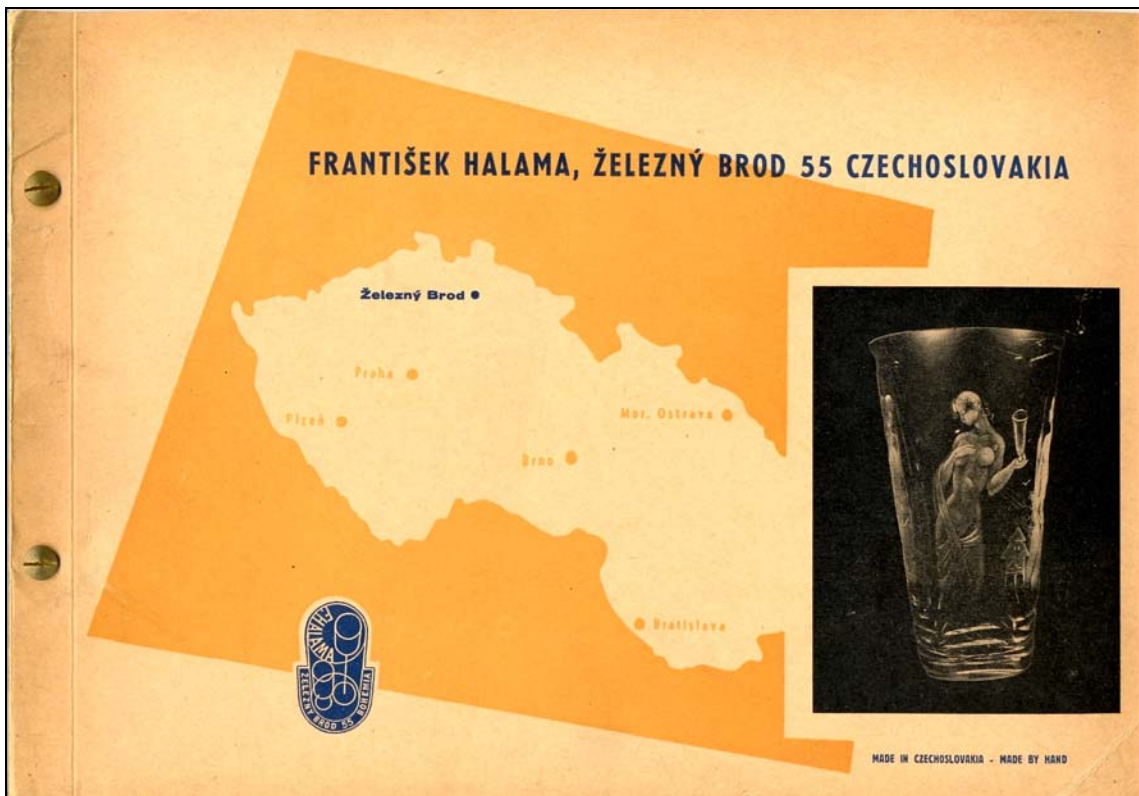 FRANTIŠEK HALAMA, ŽELEZNÝ BROD 55 CZECHOSLOVAKIA
Železný Brod
Praha
Plzeň
Mor. Ostrava
Brno
Bratislava
F.HALAMA
ŽELEZNÝ BROD 55 BOHEMIA
MADE IN CZECHOSLOVAKIA - MADE BY HAND